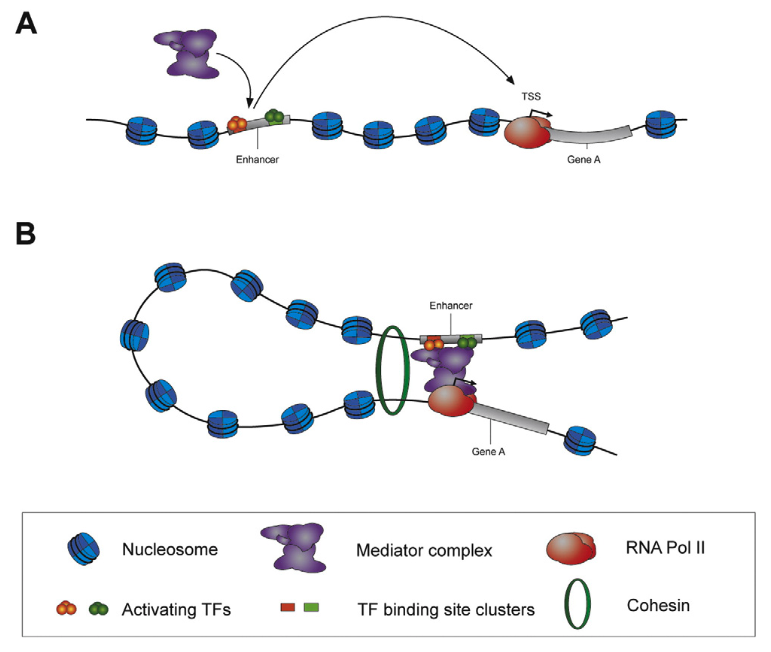 A
TSS
Enhancer
Gene A
B
Enhancer
Gene A
Nucleosome
Mediator complex
RNA Pol II
Activating TFs
TF binding site clusters
Cohesin